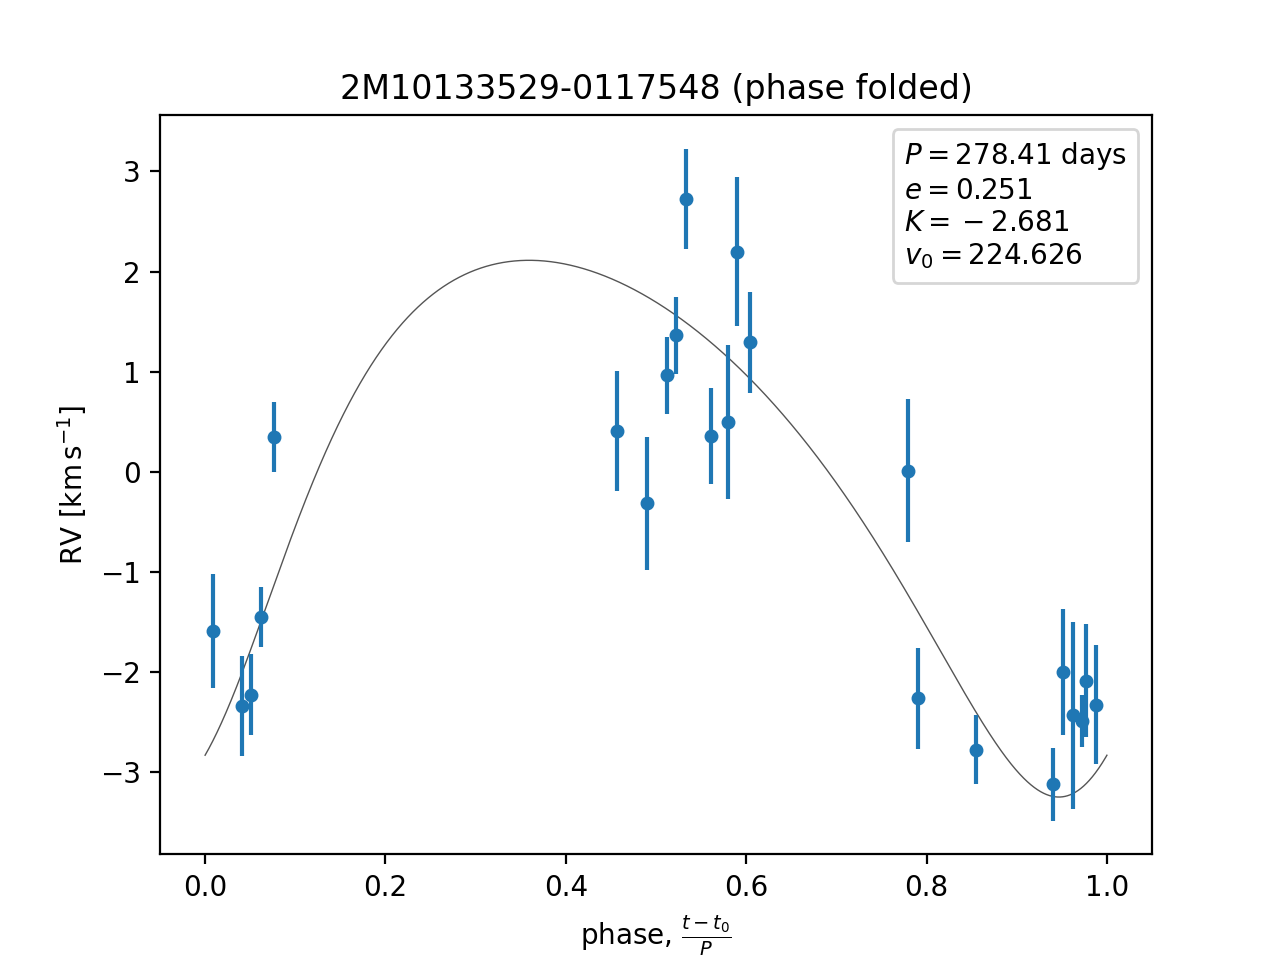 2M10133529-0117548 (phase folded)
P = 278.41 days
e = 0.251
K = − 2.681
v₀ = 224.626
3
2
1
0
−1
−2
−3
RV [km s⁻¹]
0.0 0.2 0.4 0.6 0.8 1.0
phase, (t − t₀)/P